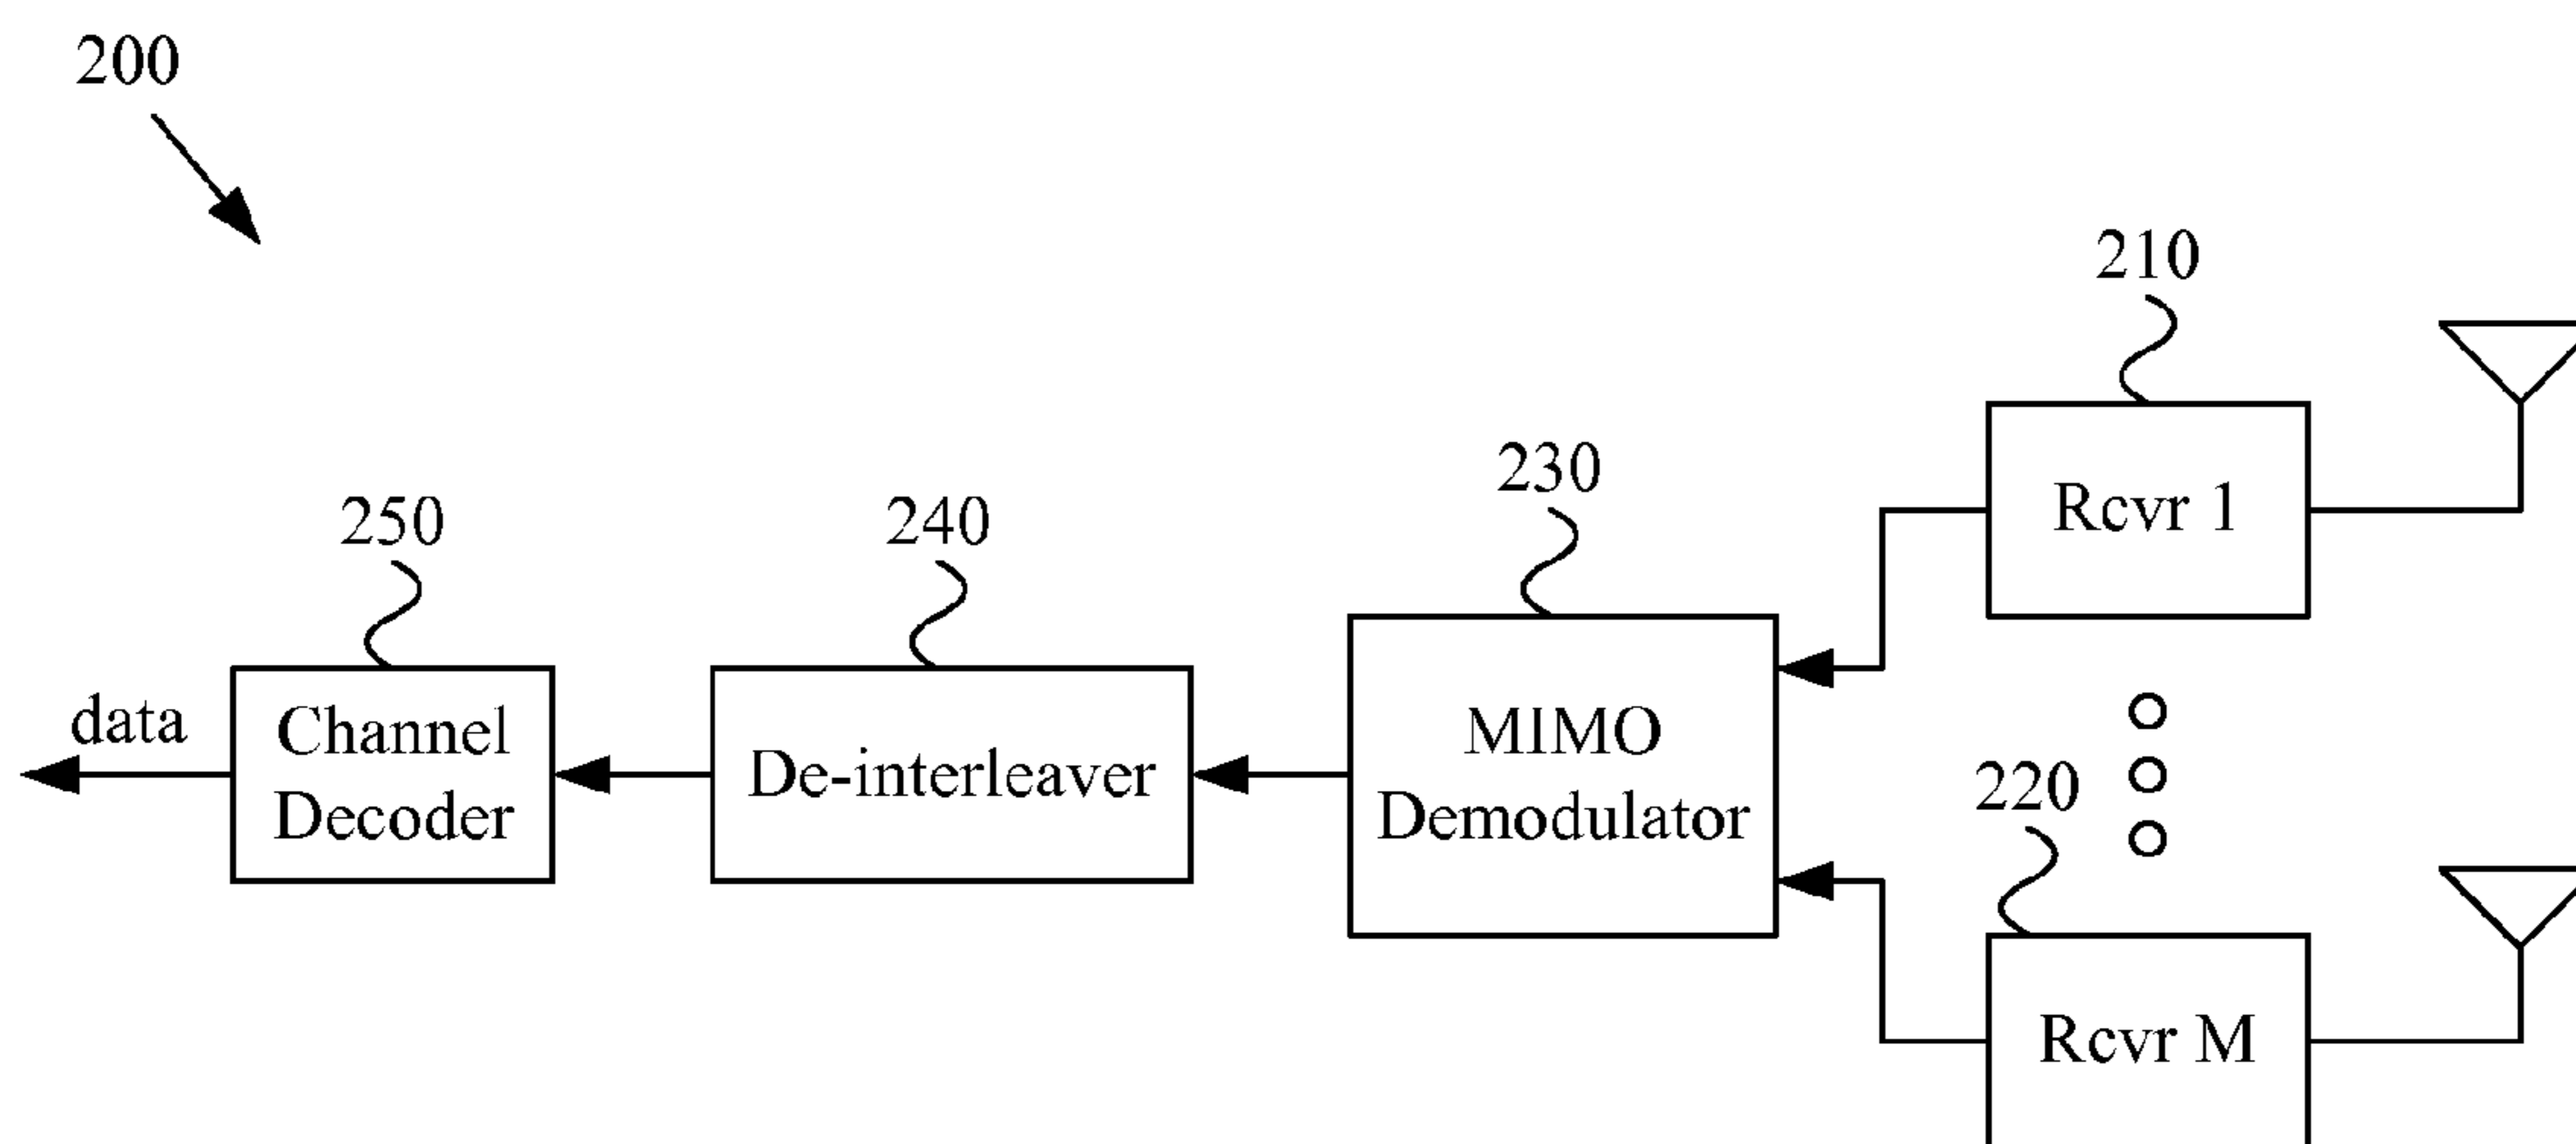 200
210
230
250
240
Rcvr 1
data
Channel
Decoder
De-interleaver
MIMO
Demodulator
220
Rcvr M